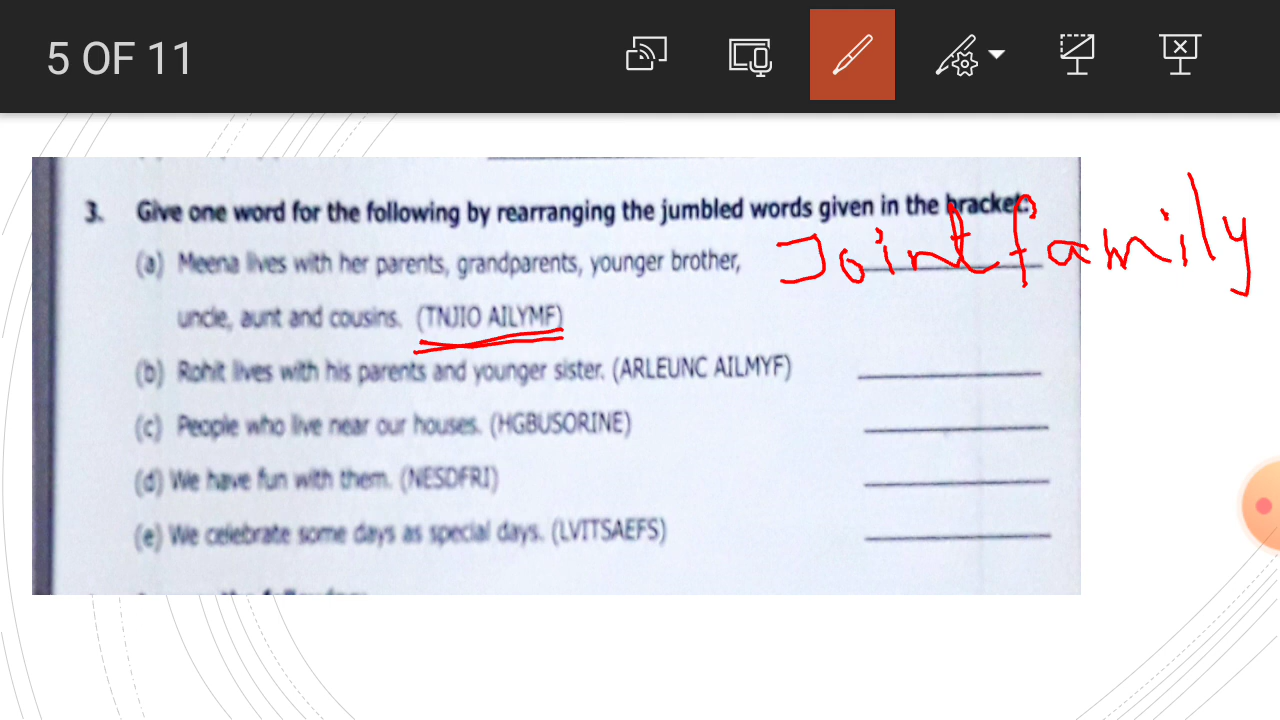 5 OF 11
3. Give one word for the following by rearranging the jumbled words given in the bracket:
(a) Meena lives with her parents, grandparents, younger brother, Joint family
uncle, aunt and cousins. (TNJIO AILYMF)
(b) Rohit lives with his parents and younger sister. (ARLEUNC AILMYF)
(c) People who live near our houses. (HGBUSORINE)
(d) We have fun with them. (NESDFRI)
(e) We celebrate some days as special days. (LVITSAEFS)